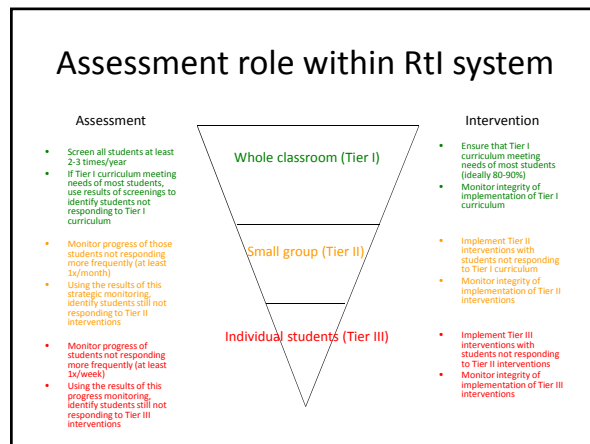 Assessment role within RtI system
Assessment
• Screen all students at least
2-3 times/year
• If Tier I curriculum meeting
needs of most students,
use results of screenings to
identify students not
responding to Tier I
curriculum
• Monitor progress of those
students not responding
more frequently (at least
1x/month)
• Using the results of this
strategic monitoring,
identify students still not
responding to Tier II
interventions
• Monitor progress of
students not responding
more frequently (at least
1x/week)
• Using the results of this
progress monitoring,
identify students still not
responding to Tier III
interventions
Whole classroom (Tier I)
Small group (Tier II)
Individual students (Tier III)
Intervention
• Ensure that Tier I
curriculum meeting
needs of most students
(ideally 80-90%)
• Monitor integrity of
implementation of Tier I
curriculum
• Implement Tier II
interventions with
students not responding
to Tier I curriculum
• Monitor integrity of
implementation of Tier II
interventions
• Implement Tier III
interventions with
students not responding
to Tier II interventions
• Monitor integrity of
implementation of Tier III
interventions